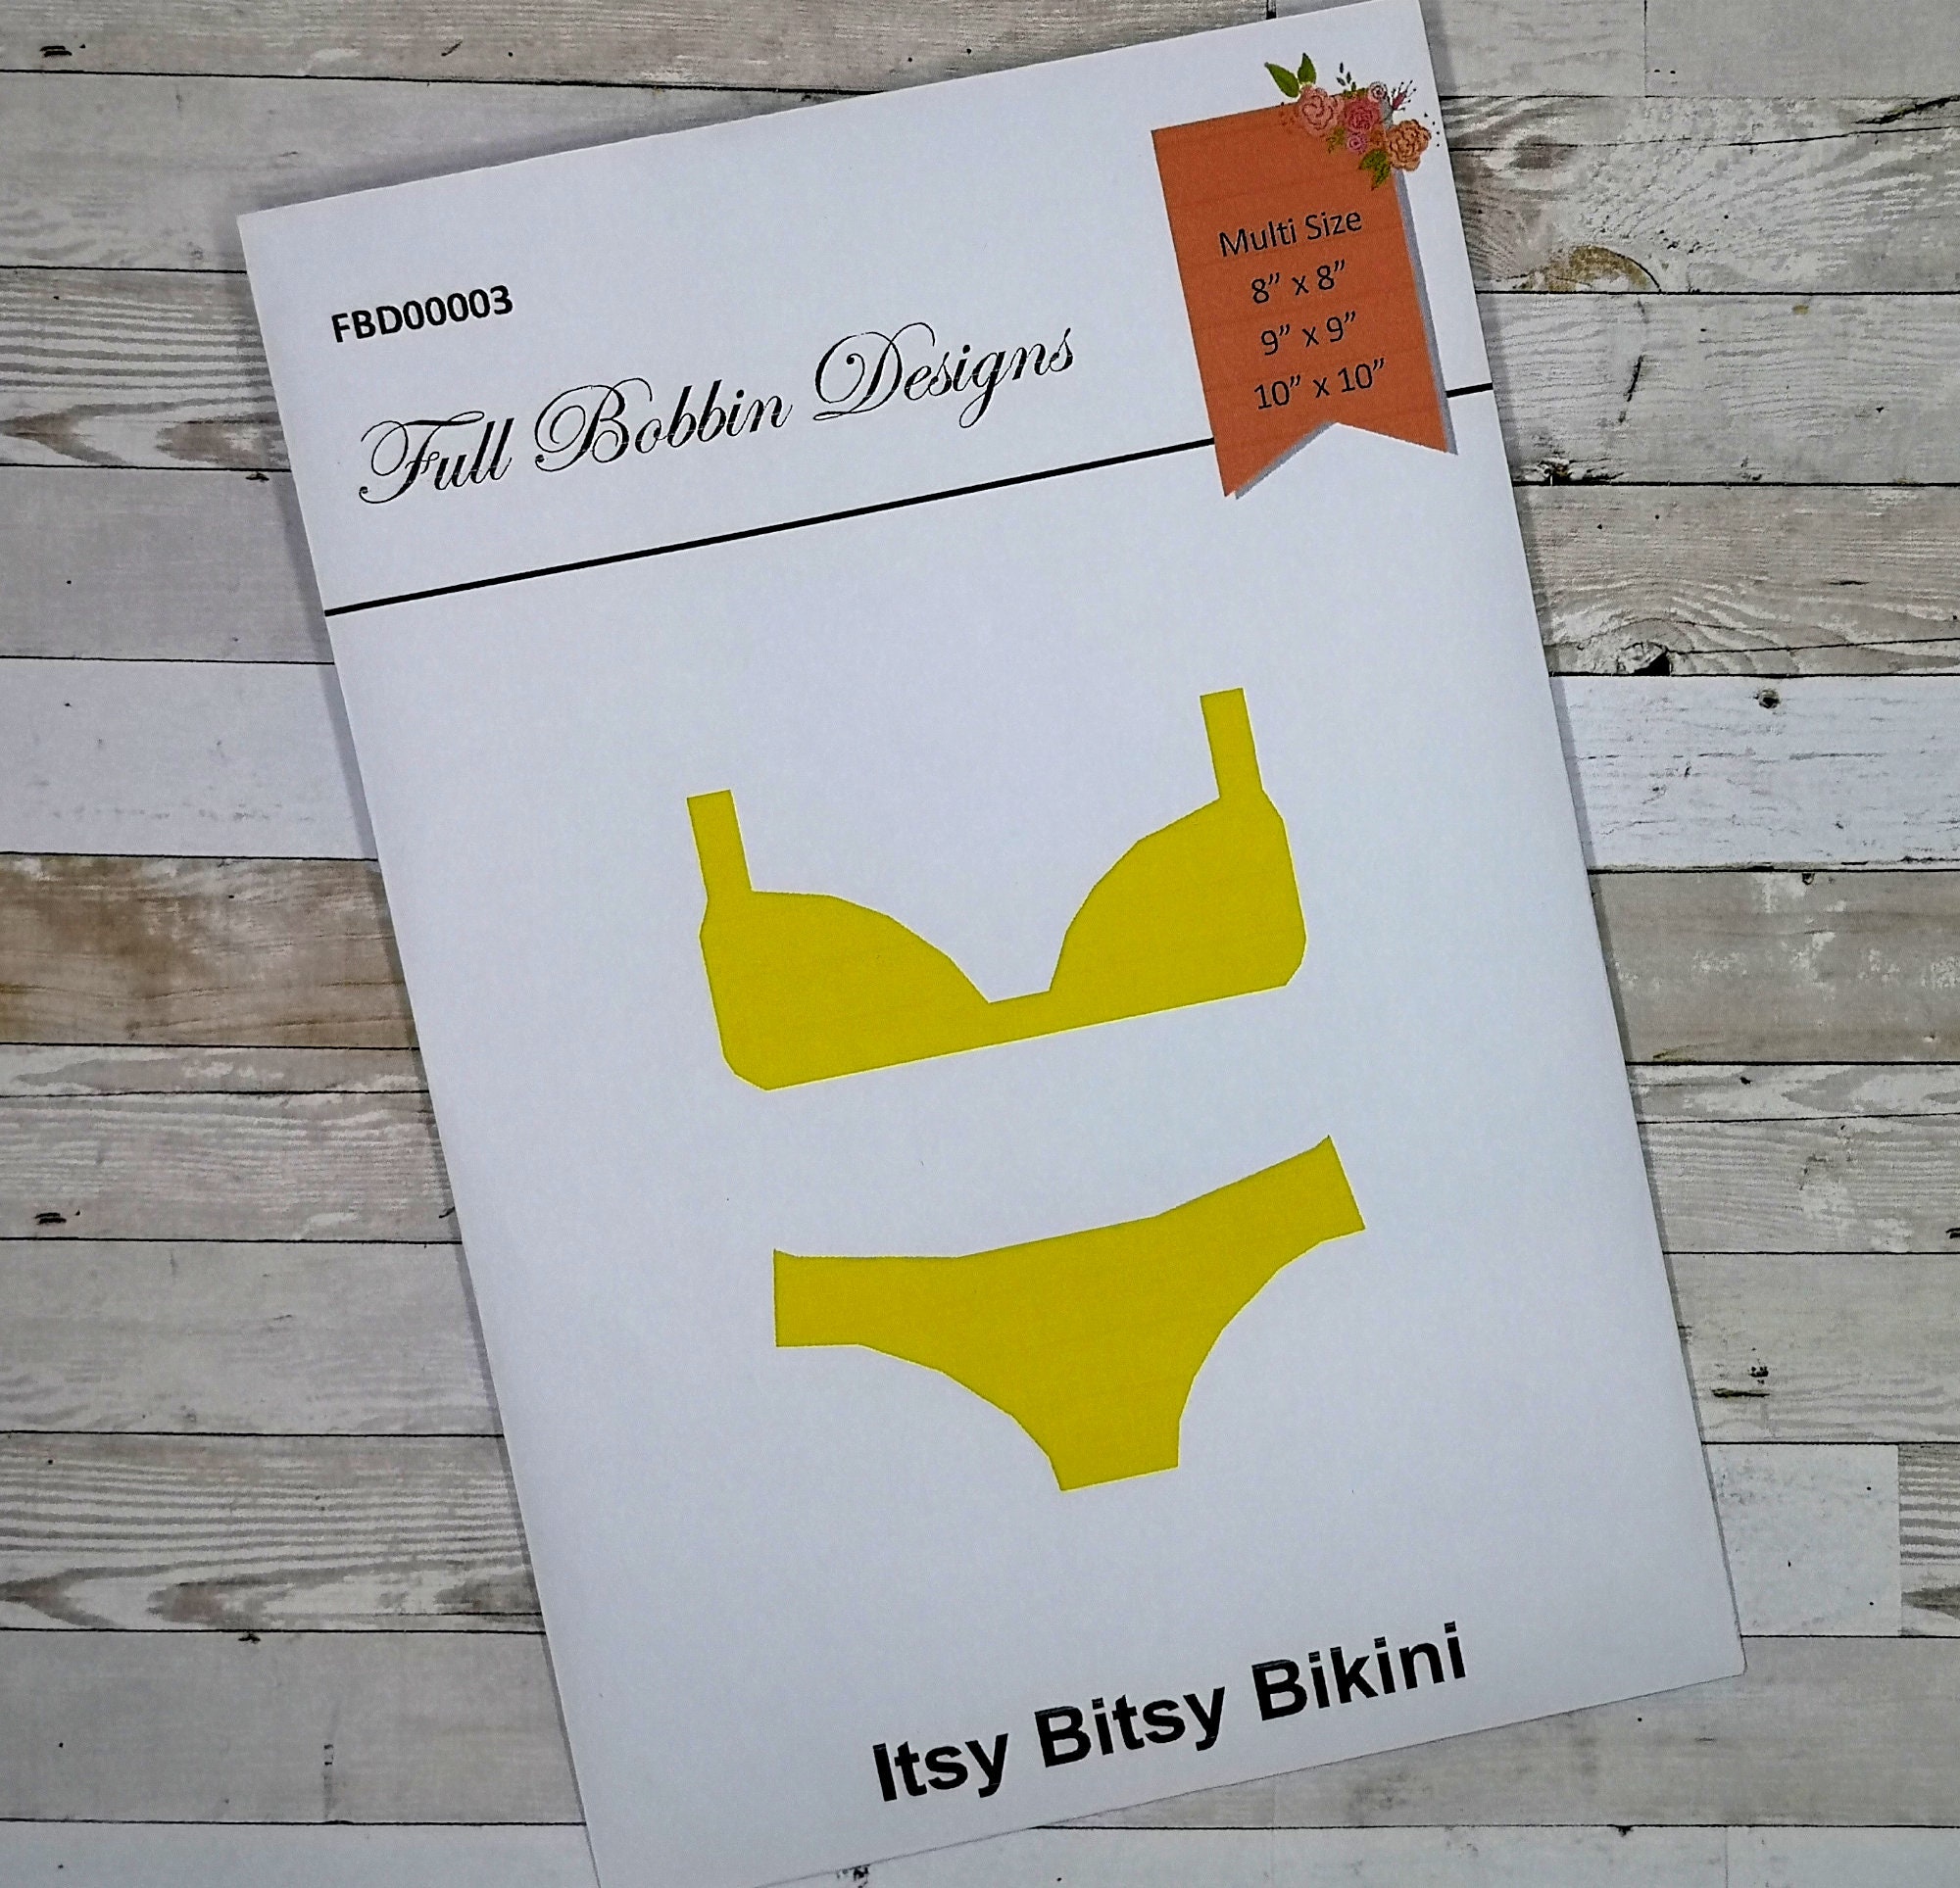 FBD00003
Full Bobbin Designs
Multi Size
8” x 8”
9” x 9”
10” x 10”
Itsy Bitsy Bikini